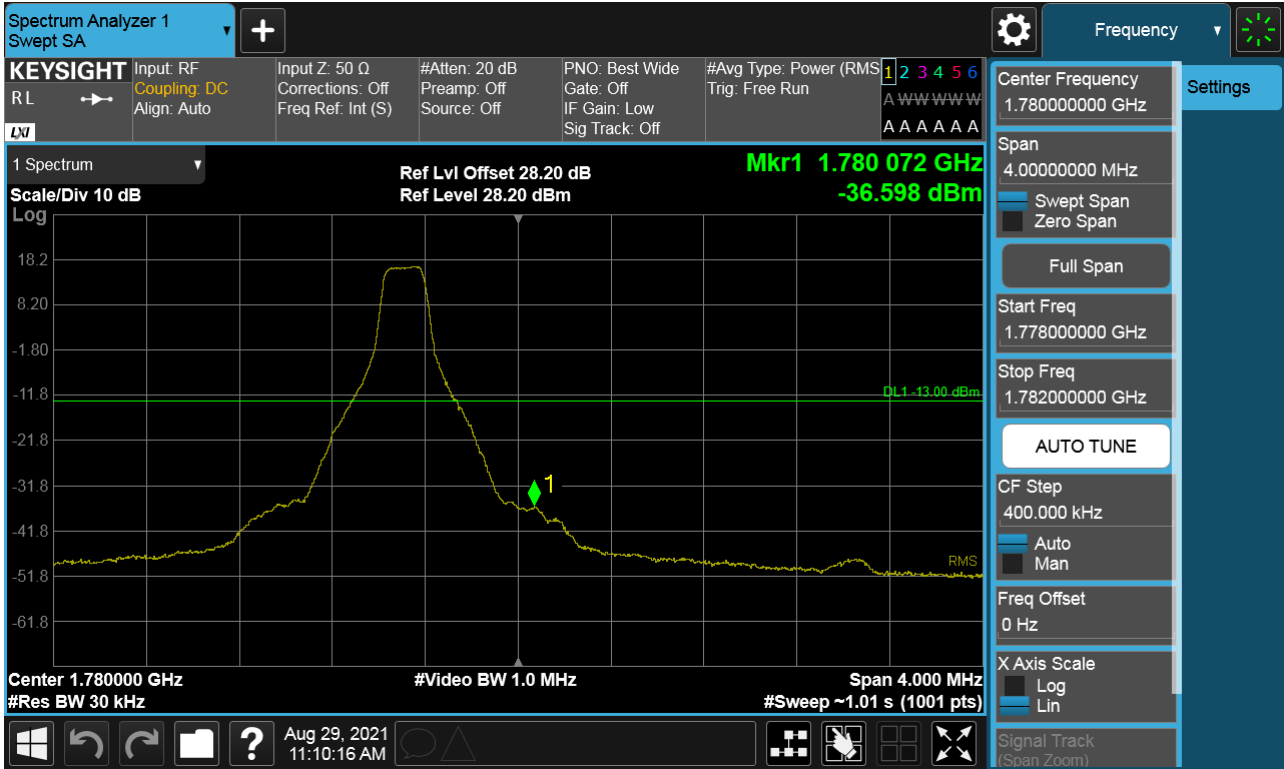 Spectrum Analyzer 1
Swept SA
+
Frequency
KEYSIGHT
R L
LXI
Input: RF
Coupling: DC
Align: Auto
Input Z: 50 Ω
Corrections: Off
Freq Ref: Int (S)
#Atten: 20 dB
Preamp: Off
Source: Off
PNO: Best Wide
Gate: Off
IF Gain: Low
Sig Track: Off
#Avg Type: Power (RMS
Trig: Free Run
1 2 3 4 5 6
A W W W W W
A A A A A A
1 Spectrum
Scale/Div 10 dB
Log
Ref Lvl Offset 28.20 dB
Ref Level 28.20 dBm
Mkr1 1.780 072 GHz
-36.598 dBm
18.2
8.20
-1.80
-11.8
-21.8
-31.8
-41.8
-51.8
-61.8
DL1 -13.00 dBm
1
RMS
Center 1.780000 GHz
#Video BW 1.0 MHz
Span 4.000 MHz
#Res BW 30 kHz
#Sweep ~1.01 s (1001 pts)
Center Frequency
1.780000000 GHz
Span
4.00000000 MHz
Swept Span
Zero Span
Full Span
Start Freq
1.778000000 GHz
Stop Freq
1.782000000 GHz
AUTO TUNE
CF Step
400.000 kHz
Auto
Man
Freq Offset
0 Hz
X Axis Scale
Log
Lin
Signal Track
(Span Zoom)
Settings
?
Aug 29, 2021
11:10:16 AM